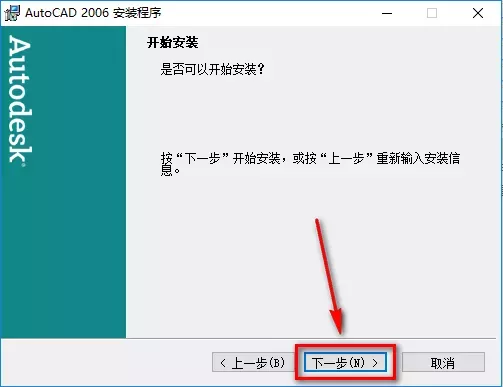 AutoCAD 2006 安装程序
Autodesk
开始安装
是否可以开始安装？
按“下一步”开始安装，或按“上一步”重新输入安装信
息。
< 上一步(B)
下一步(N) >
取消